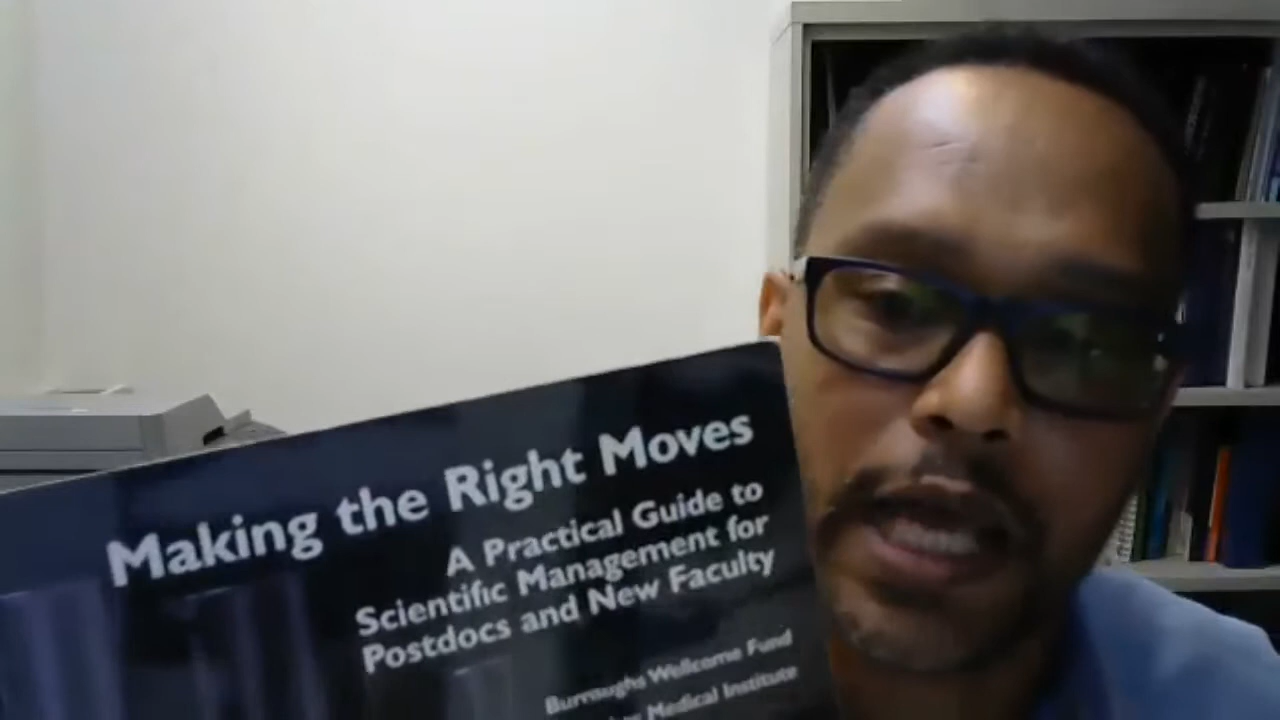 Making the Right Moves
A Practical Guide to
Scientific Management for
Postdocs and New Faculty
Burroughs Wellcome Fund
Medical Institute